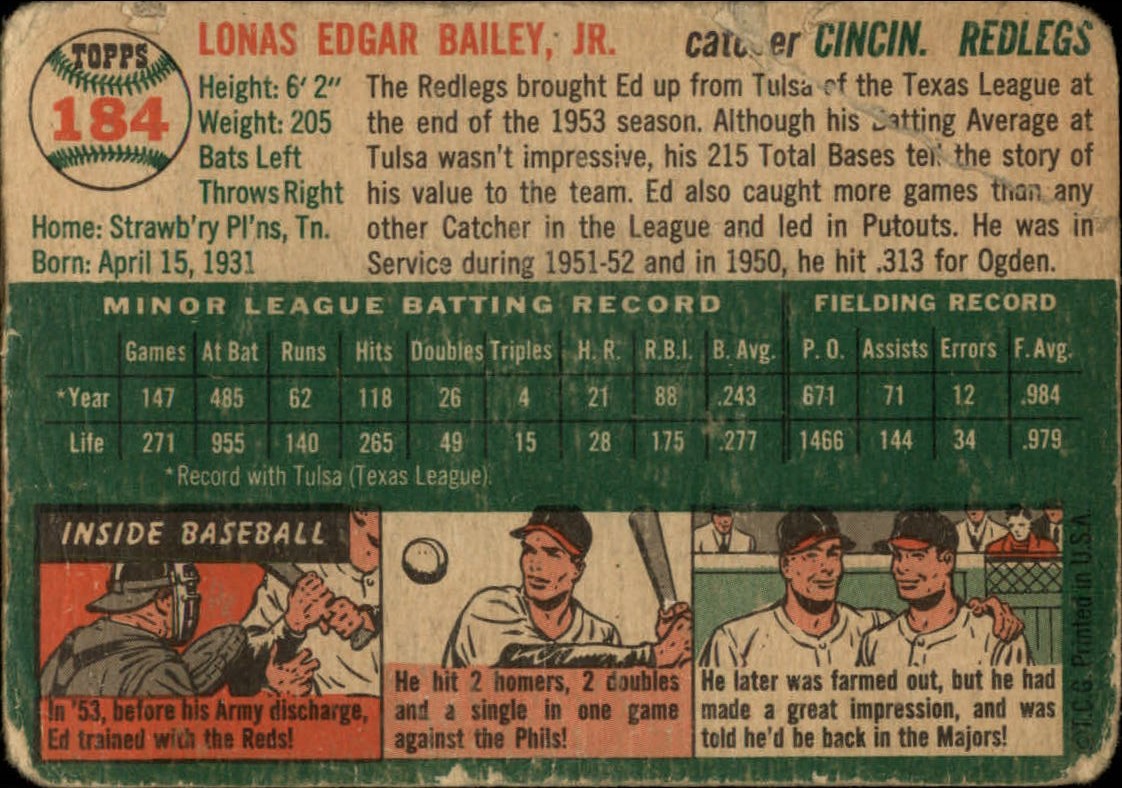 TOPPS
184
LONAS EDGAR BAILEY, JR.
catcher CINCIN. REDLEGS
Height: 6' 2"
Weight: 205
Bats Left
Throws Right
Home: Strawb'ry Pl'ns, Tn.
Born: April 15, 1931
The Redlegs brought Ed up from Tulsa of the Texas League at
the end of the 1953 season. Although his Batting Average at
Tulsa wasn't impressive, his 215 Total Bases tell the story of
his value to the team. Ed also caught more games than any
other Catcher in the League and led in Putouts. He was in
Service during 1951-52 and in 1950, he hit .313 for Ogden.
MINOR LEAGUE BATTING RECORD FIELDING RECORD
Games At Bat Runs Hits Doubles Triples H. R. R.B.I. B. Avg. P. O. Assists Errors F. Avg.
*Year 147 485 62 118 26 4 21 88 .243 671 71 12 .984
Life 271 955 140 265 49 15 28 175 .277 1466 144 34 .979
*Record with Tulsa (Texas League).
INSIDE BASEBALL
In '53, before his Army discharge,
Ed trained with the Reds!
He hit 2 homers, 2 doubles
and a single in one game
against the Phils!
He later was farmed out, but he had
made a great impression, and was
told he'd be back in the Majors!
©T.C.G. Printed in U.S.A.